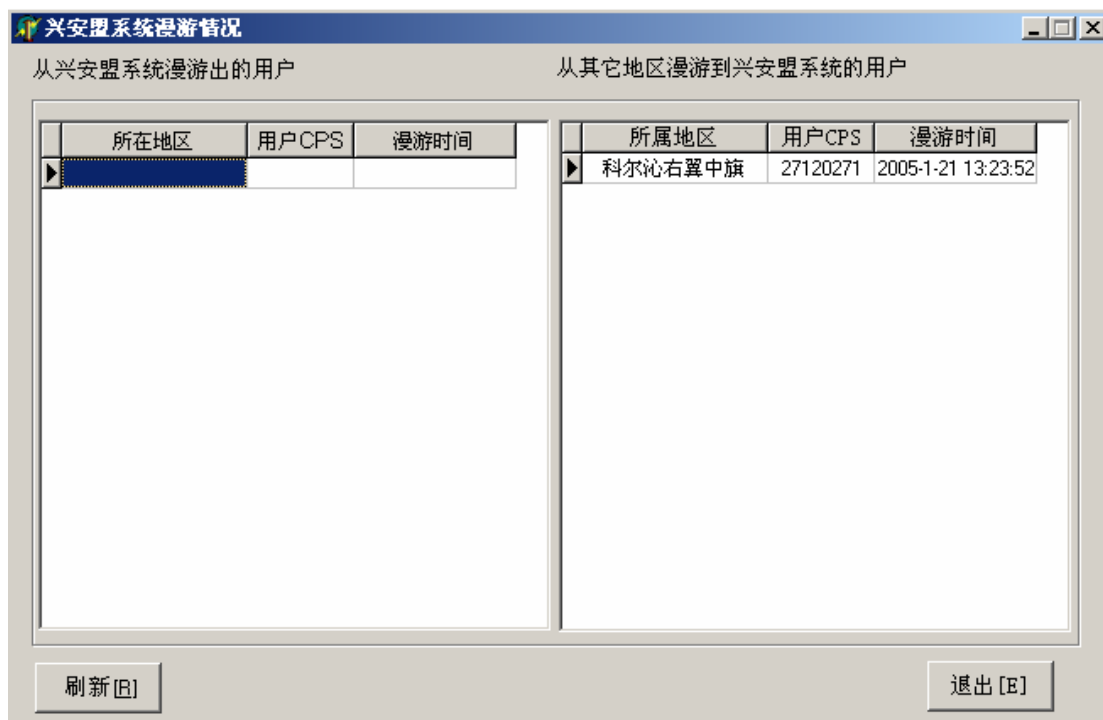 兴安盟系统漫游情况
从兴安盟系统漫游出的用户
从其它地区漫游到兴安盟系统的用户
所在地区 用户CPS 漫游时间
所属地区 用户CPS 漫游时间
科尔沁右翼中旗 27120271 2005-1-21 13:23:52
刷新[R]
退出[E]